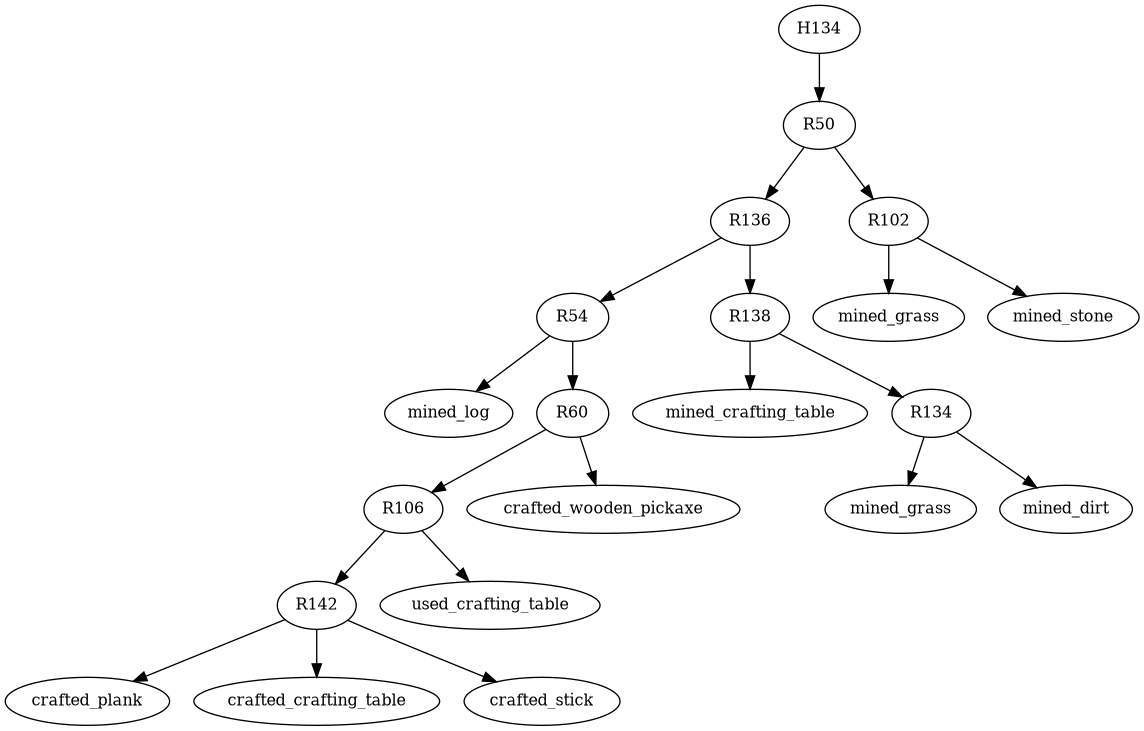 H134
R50
R136
R102
R54
R138
mined_grass
mined_stone
mined_log
R60
mined_crafting_table
R134
R106
crafted_wooden_pickaxe
mined_grass
mined_dirt
R142
used_crafting_table
crafted_plank
crafted_crafting_table
crafted_stick